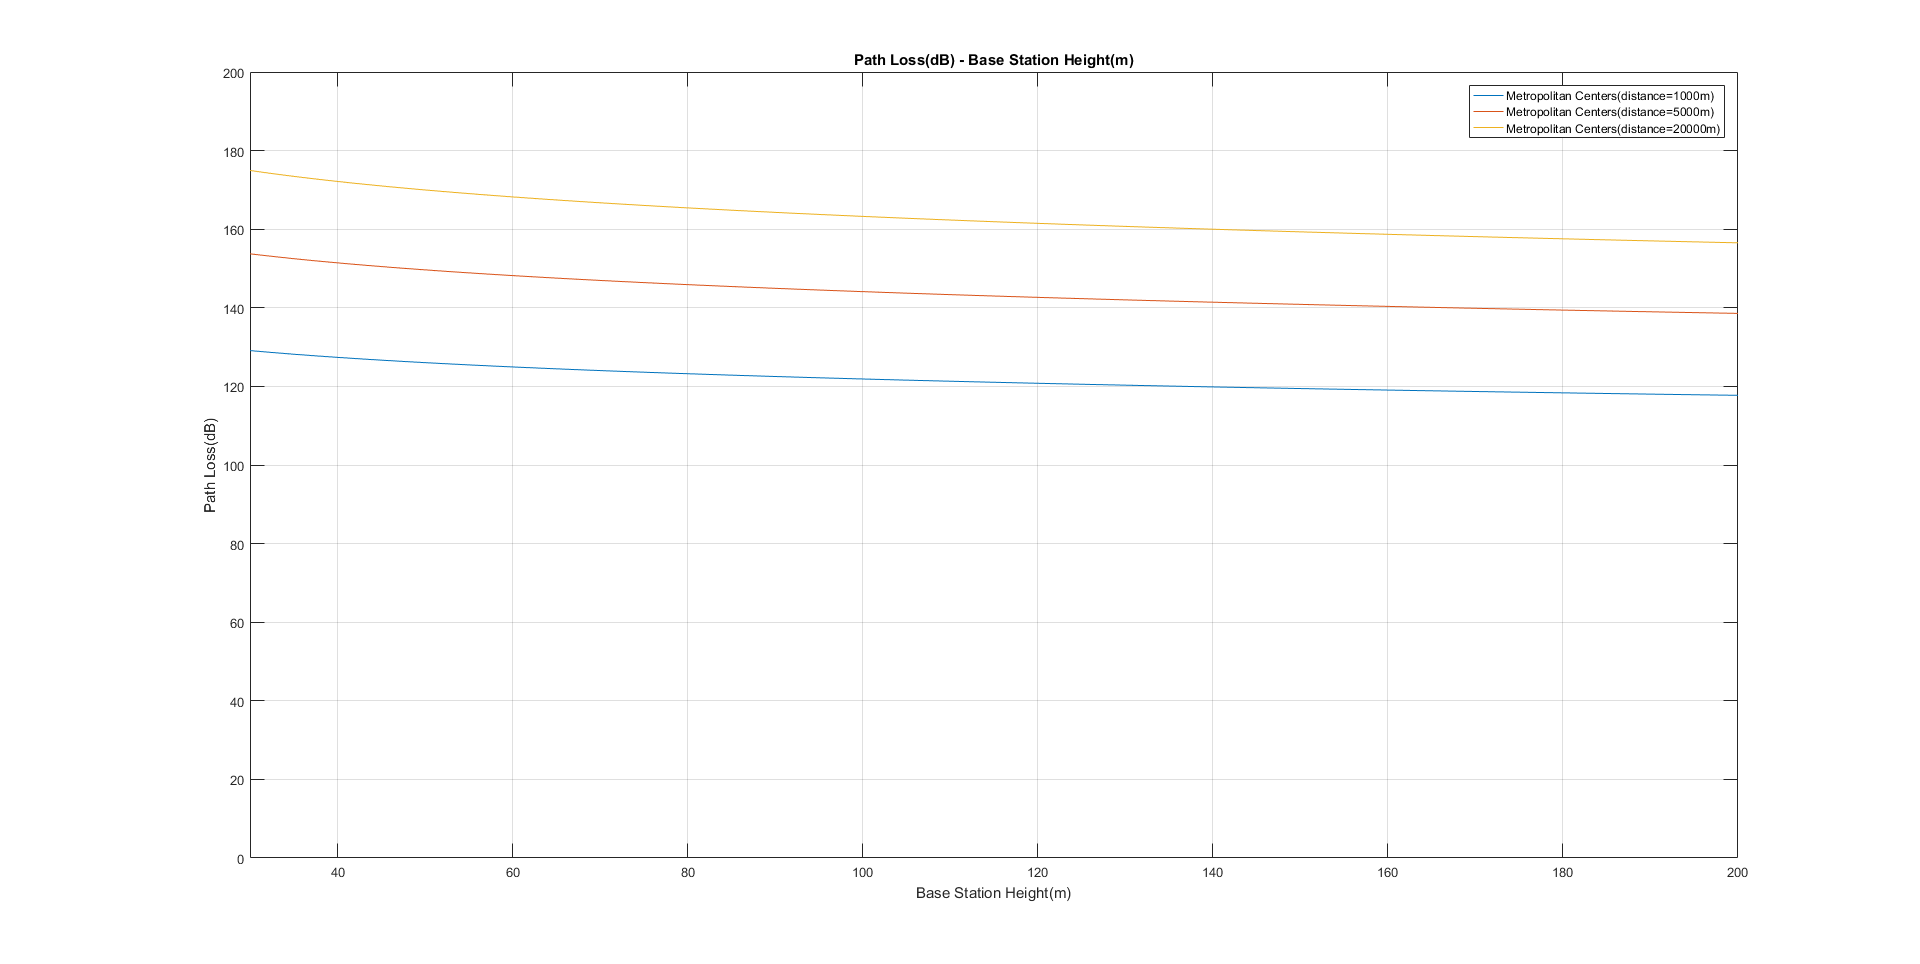 Path Loss(dB) - Base Station Height(m)
Metropolitan Centers(distance=1000m)
Metropolitan Centers(distance=5000m)
Metropolitan Centers(distance=20000m)
200
180
160
140
120
100
80
60
40
20
0
Path Loss(dB)
40 60 80 100 120 140 160 180 200
Base Station Height(m)